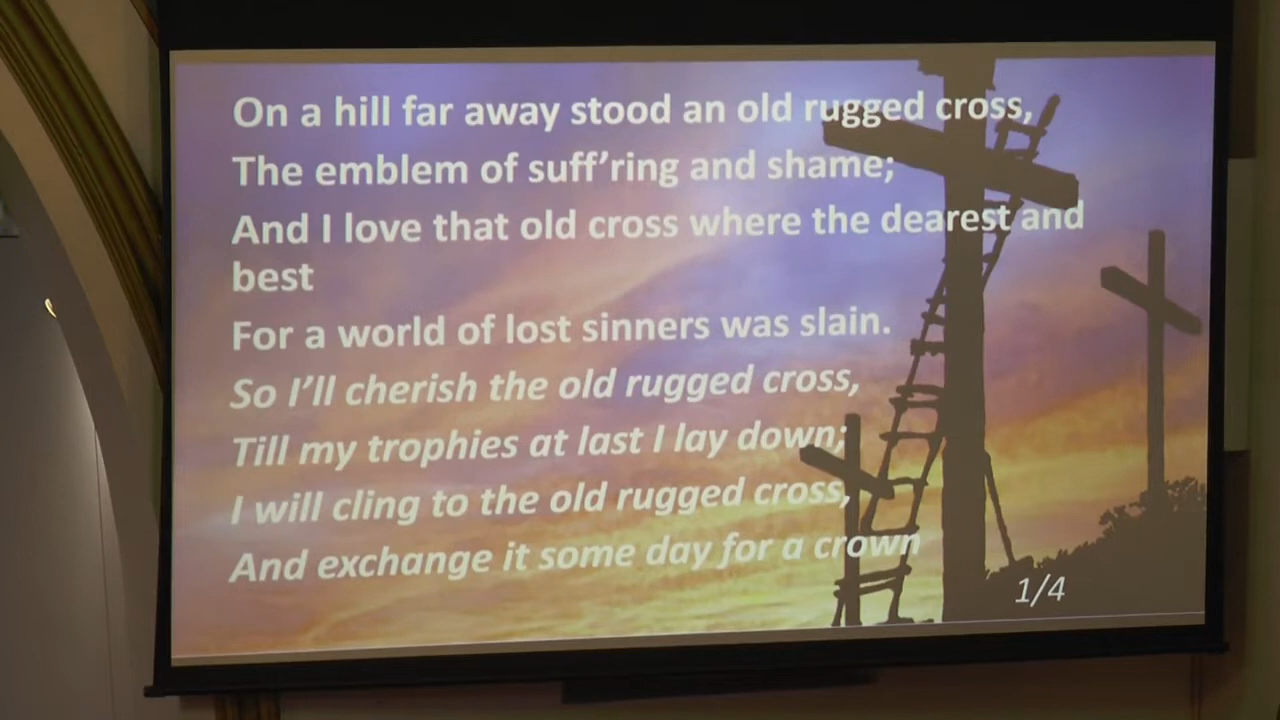 On a hill far away stood an old rugged cross,
The emblem of suff’ring and shame;
And I love that old cross where the dearest and
best
For a world of lost sinners was slain.
So I’ll cherish the old rugged cross,
Till my trophies at last I lay down;
I will cling to the old rugged cross,
And exchange it some day for a crown
1/4